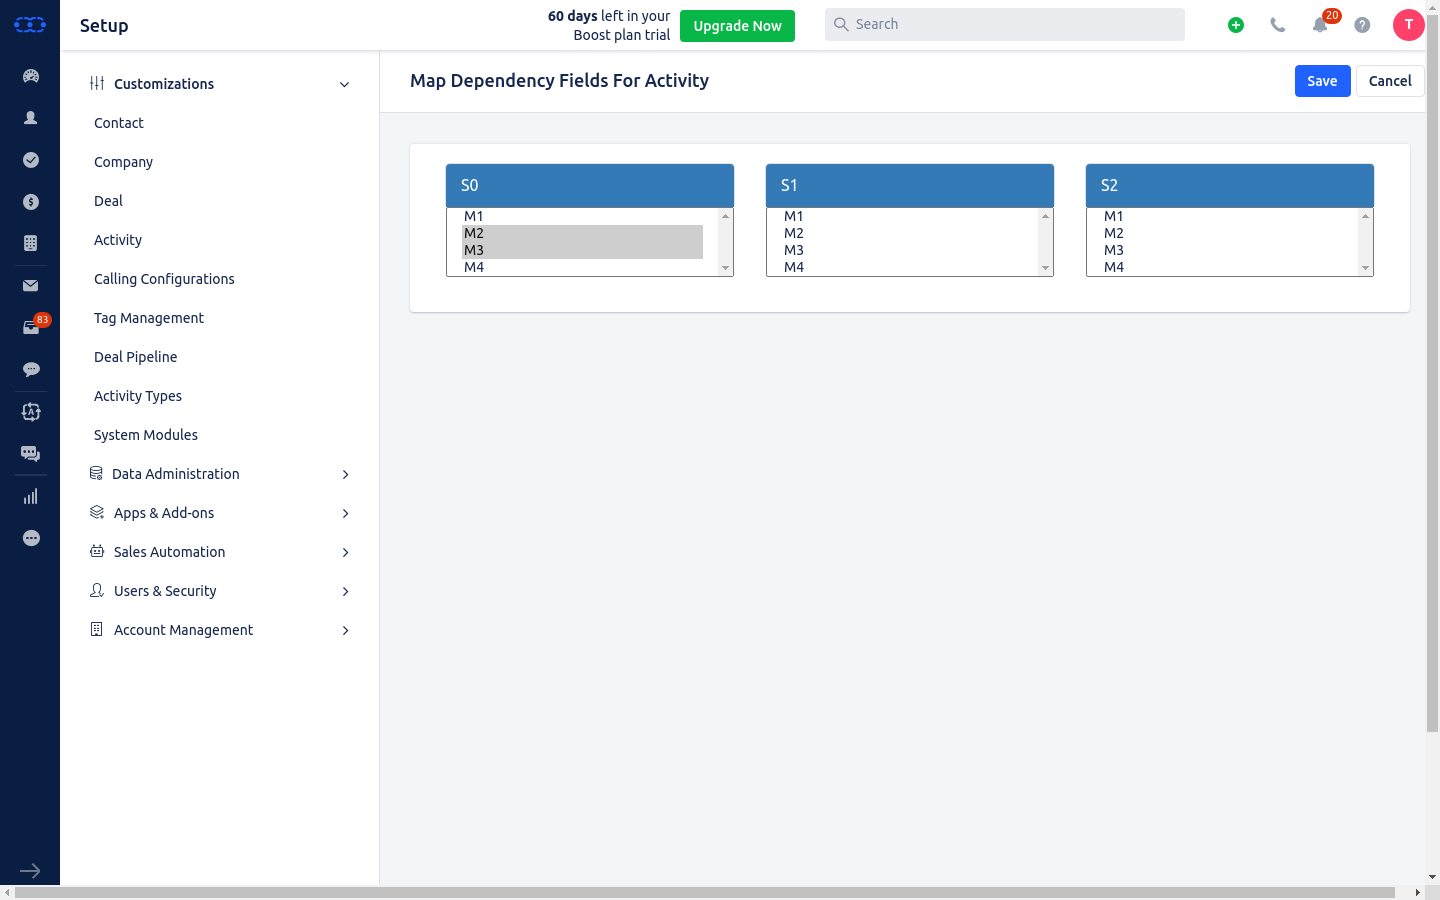 Setup
60 days left in your
Boost plan trial
Upgrade Now
Search
20
T
83
Customizations
Contact
Company
Deal
Activity
Calling Configurations
Tag Management
Deal Pipeline
Activity Types
System Modules
Data Administration
Apps & Add-ons
Sales Automation
Users & Security
Account Management
Map Dependency Fields For Activity
Save
Cancel
S0
M1
M2
M3
M4
S1
M1
M2
M3
M4
S2
M1
M2
M3
M4